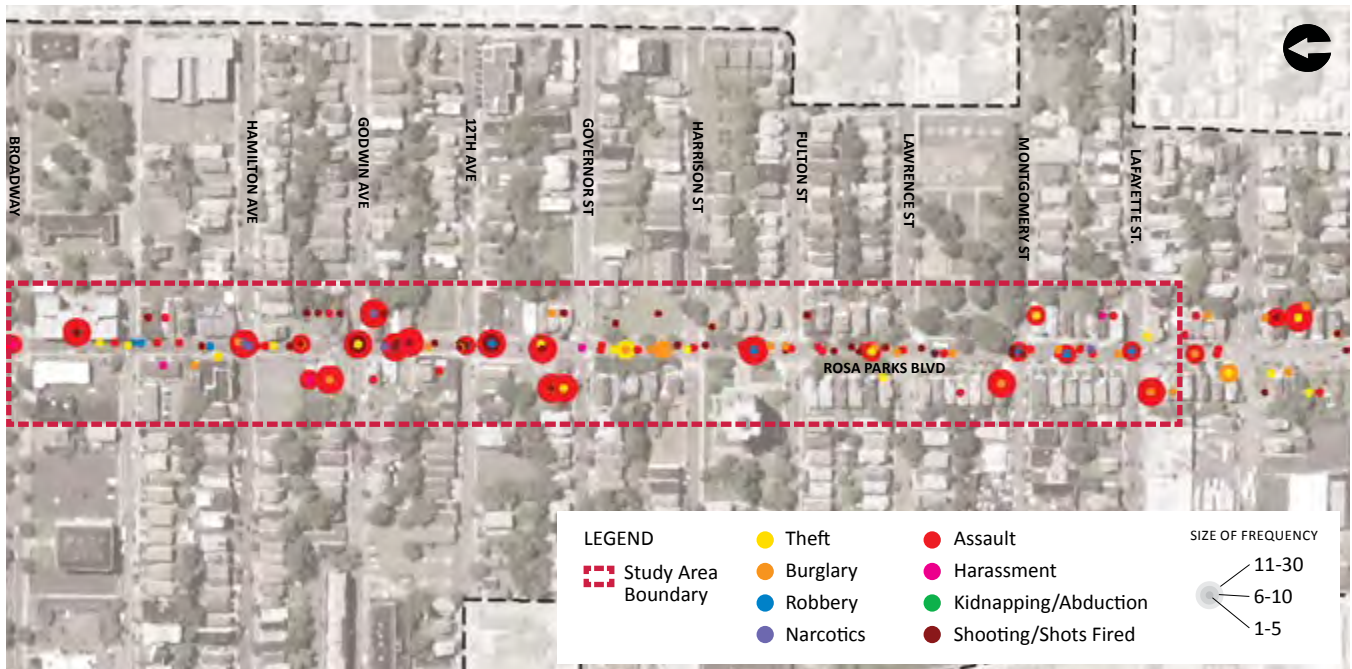 BROADWAY
HAMILTON AVE
GODWIN AVE
12TH AVE
GOVERNOR ST
HARRISON ST
FULTON ST
LAWRENCE ST
MONTGOMERY ST
LAFAYETTE ST.
ROSA PARKS BLVD
LEGEND
Study Area
Boundary
Theft
Burglary
Robbery
Narcotics
Assault
Harassment
Kidnapping/Abduction
Shooting/Shots Fired
SIZE OF FREQUENCY
11-30
6-10
1-5